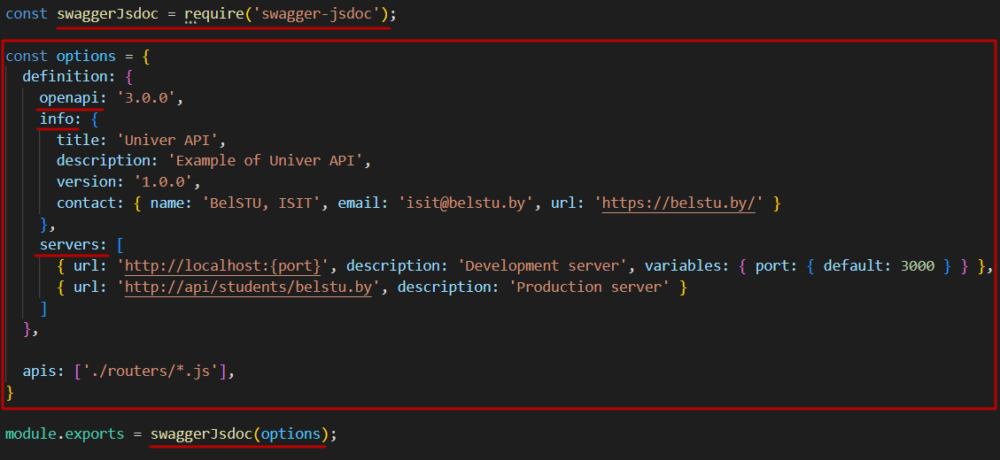 const swaggerJsdoc = require('swagger-jsdoc');
const options = {
definition: {
openapi: '3.0.0',
info: {
title: 'Univer API',
description: 'Example of Univer API',
version: '1.0.0',
contact: { name: 'BelSTU, ISIT', email: 'isit@belstu.by', url: 'https://belstu.by/' }
},
servers: [
{ url: 'http://localhost:{port}', description: 'Development server', variables: { port: { default: 3000 } } },
{ url: 'http://api/students/belstu.by', description: 'Production server' }
]
},
apis: ['./routers/*.js'],
}
module.exports = swaggerJsdoc(options);